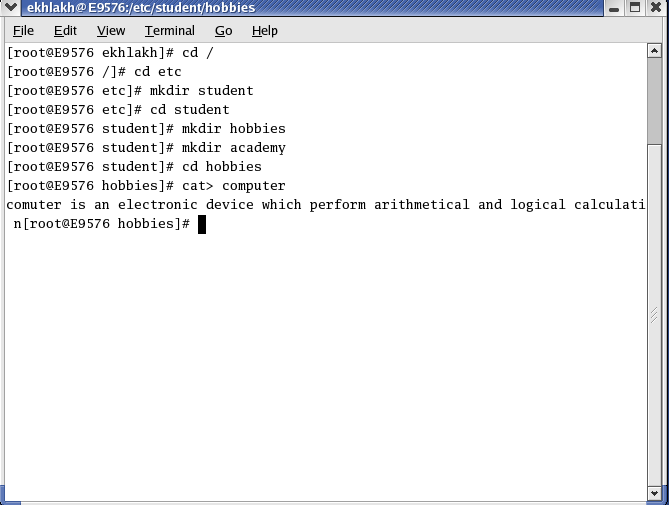 ekhlakh@E9576:/etc/student/hobbies
File Edit View Terminal Go Help
[root@E9576 ekhlakh]# cd /
[root@E9576 /]# cd etc
[root@E9576 etc]# mkdir student
[root@E9576 etc]# cd student
[root@E9576 student]# mkdir hobbies
[root@E9576 student]# mkdir academy
[root@E9576 student]# cd hobbies
[root@E9576 hobbies]# cat> computer
comuter is an electronic device which perform arithmetical and logical calculati
n[root@E9576 hobbies]#